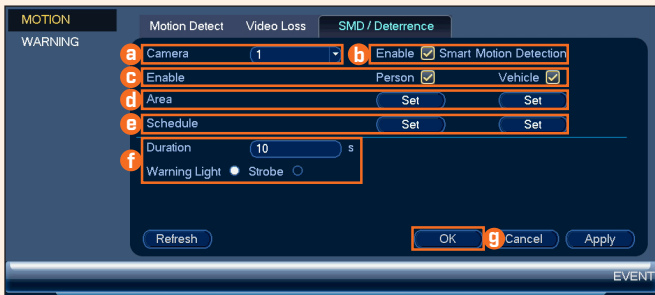 MOTION
WARNING
Motion Detect Video Loss SMD / Deterrence
a Camera 1 b Enable Smart Motion Detection
c Enable Person Vehicle
d Area Set Set
e Schedule Set Set
f Duration 10 s
Warning Light Strobe
Refresh OK g Cancel Apply
EVENT